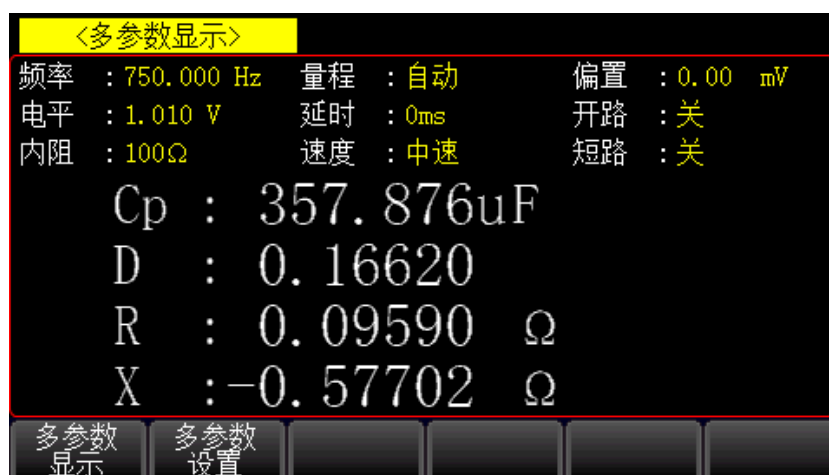 <多参数显示>
频率 :750.000 Hz 量程 :自动 偏置 :0.00 mV
电平 :1.010 V 延时 :0ms 开路 :关
内阻 :100Ω 速度 :中速 短路 :关
Cp : 357.876uF
D : 0.16620
R : 0.09590 Ω
X :-0.57702 Ω
多参数 多参数
显示 设置